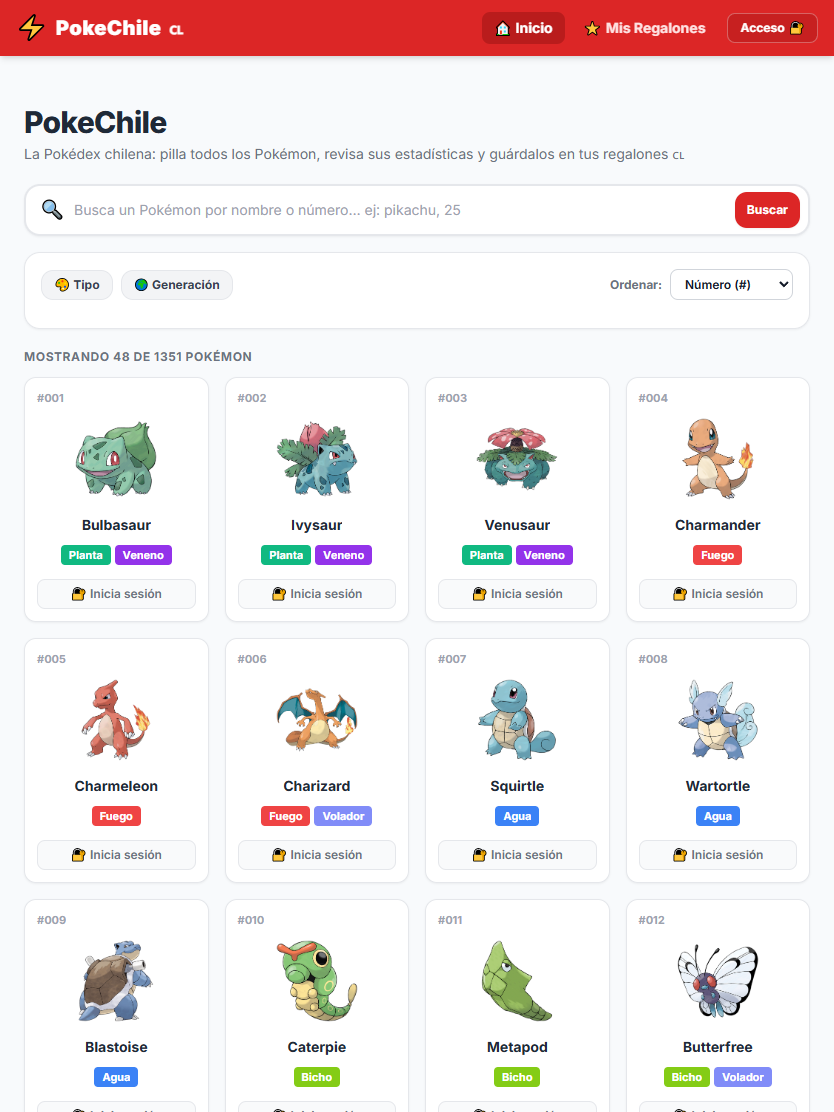 ⚡ PokeChile CL
🏠 Inicio
⭐ Mis Regalones
Acceso 🔐
PokeChile
La Pokédex chilena: pilla todos los Pokémon, revisa sus estadísticas y guárdalos en tus regalones CL
🔍 Busca un Pokémon por nombre o número... ej: pikachu, 25
Buscar
🎨 Tipo
🌎 Generación
Ordenar:
Número (#)
MOSTRANDO 48 DE 1351 POKÉMON
#001
Bulbasaur
Planta Veneno
🔐 Inicia sesión
#002
Ivysaur
Planta Veneno
🔐 Inicia sesión
#003
Venusaur
Planta Veneno
🔐 Inicia sesión
#004
Charmander
Fuego
🔐 Inicia sesión
#005
Charmeleon
Fuego
🔐 Inicia sesión
#006
Charizard
Fuego Volador
🔐 Inicia sesión
#007
Squirtle
Agua
🔐 Inicia sesión
#008
Wartortle
Agua
🔐 Inicia sesión
#009
Blastoise
Agua
#010
Caterpie
Bicho
#011
Metapod
Bicho
#012
Butterfree
Bicho Volador